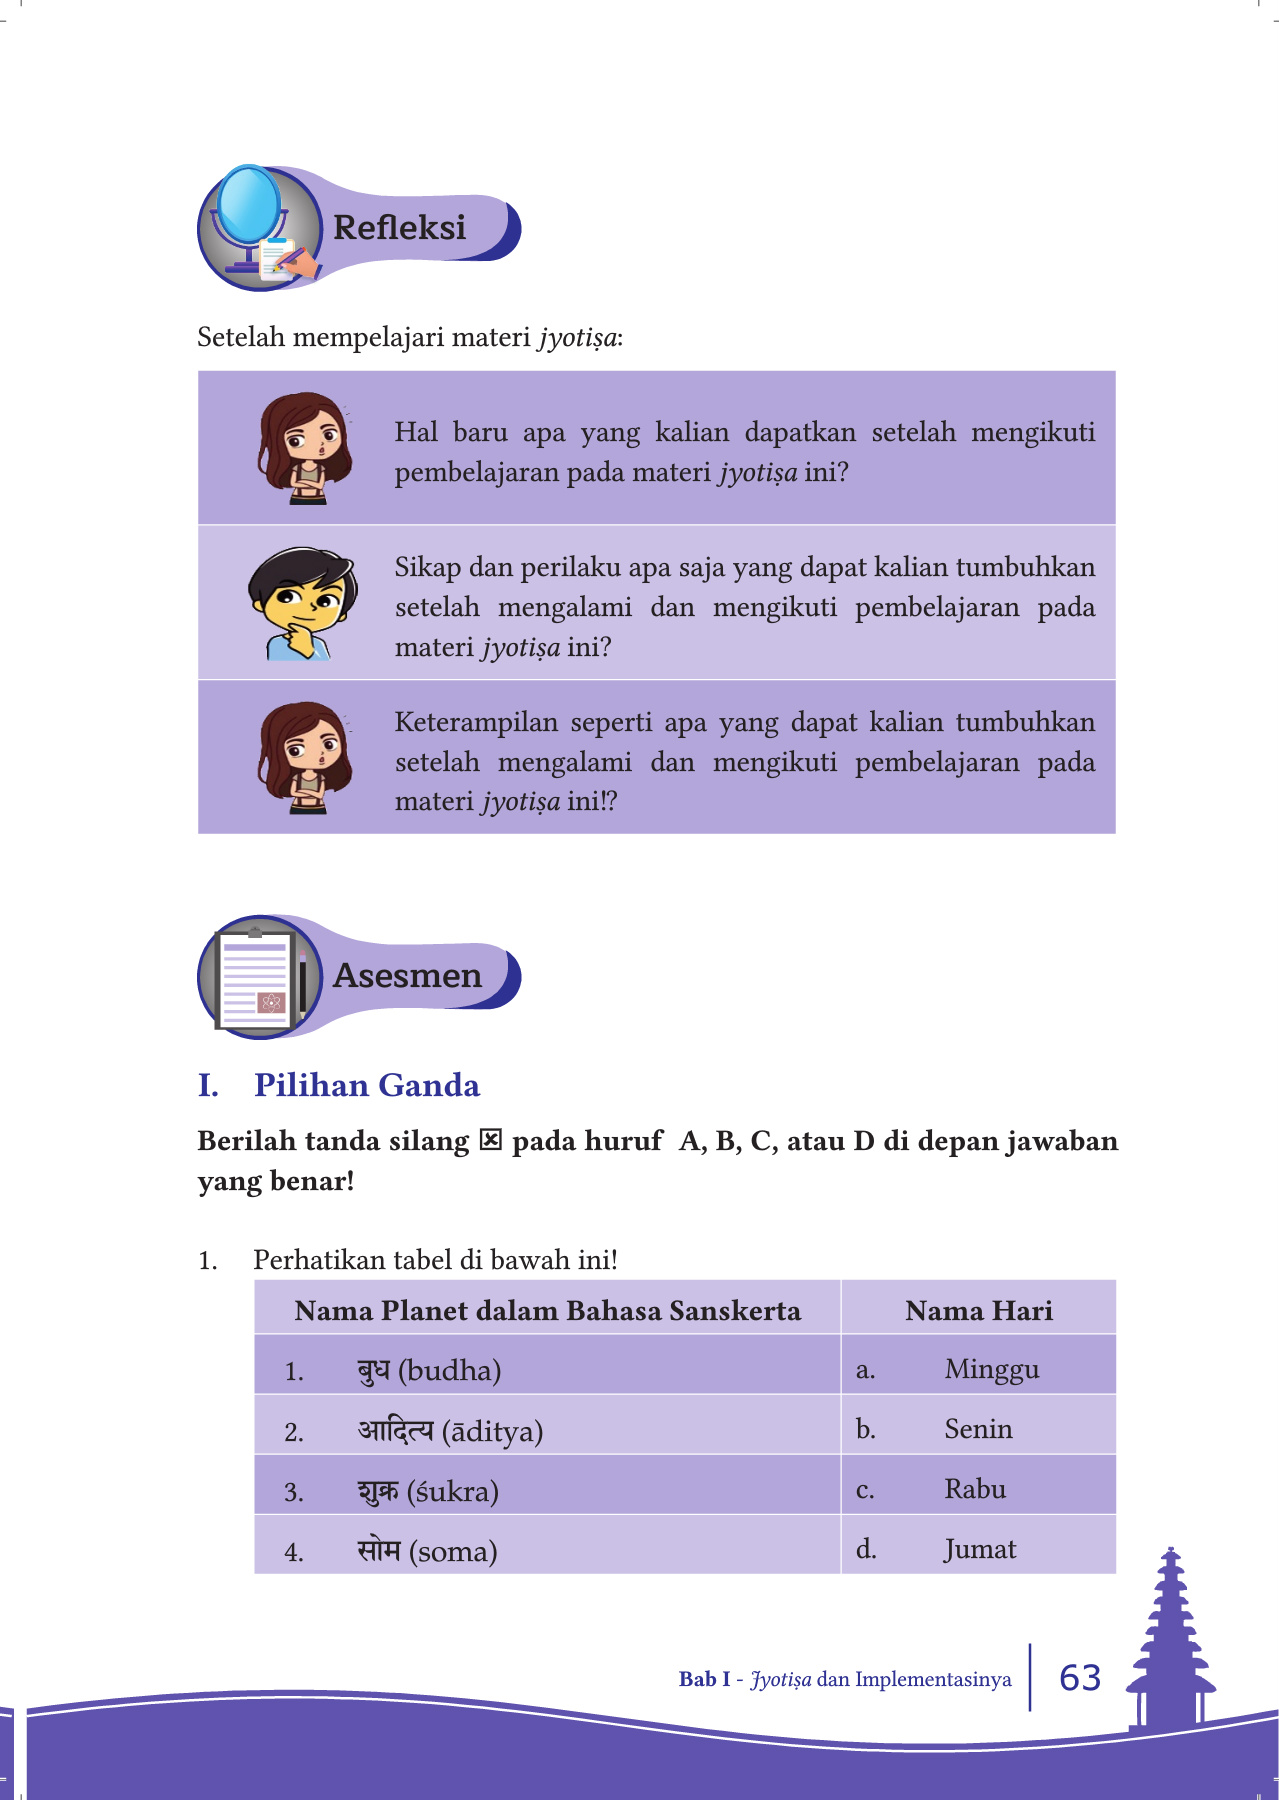 Refleksi
Setelah mempelajari materi jyotiṣa:
Hal baru apa yang kalian dapatkan setelah mengikuti
pembelajaran pada materi jyotiṣa ini?
Sikap dan perilaku apa saja yang dapat kalian tumbuhkan
setelah mengalami dan mengikuti pembelajaran pada
materi jyotiṣa ini?
Keterampilan seperti apa yang dapat kalian tumbuhkan
setelah mengalami dan mengikuti pembelajaran pada
materi jyotiṣa ini!?
Asesmen
I. Pilihan Ganda
Berilah tanda silang ☒ pada huruf A, B, C, atau D di depan jawaban
yang benar!
1. Perhatikan tabel di bawah ini!
Nama Planet dalam Bahasa Sanskerta Nama Hari
1. बुध (budha) a. Minggu
2. आदित्य (āditya) b. Senin
3. शुक्र (śukra) c. Rabu
4. सोम (soma) d. Jumat
Bab I - Jyotiṣa dan Implementasinya 63